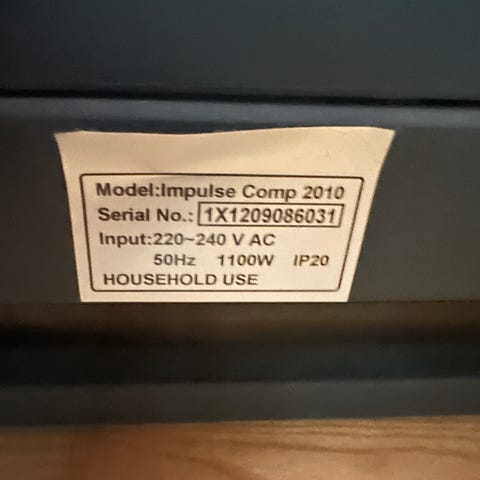 Model:Impulse Comp 2010
Serial No.: 1X1209086031
Input:220~240 V AC
50Hz 1100W IP20
HOUSEHOLD USE